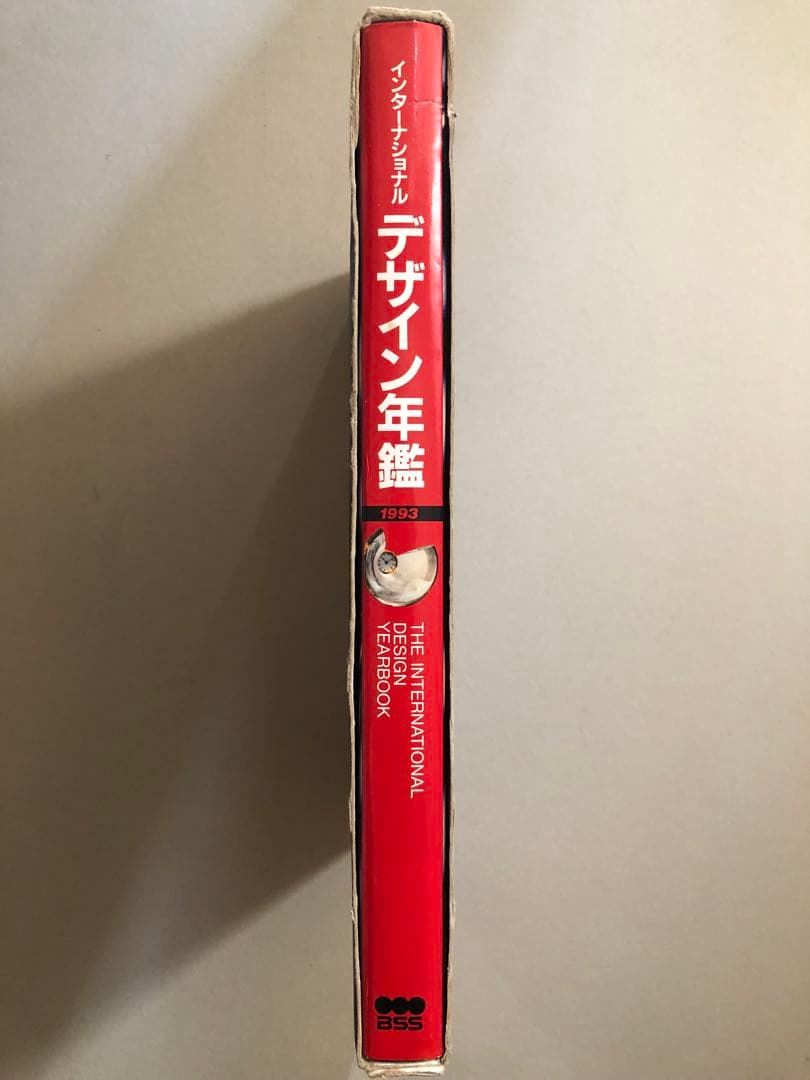 インターナショナル
デザイン年鑑
1993
THE INTERNATIONAL
DESIGN
YEARBOOK
BSS